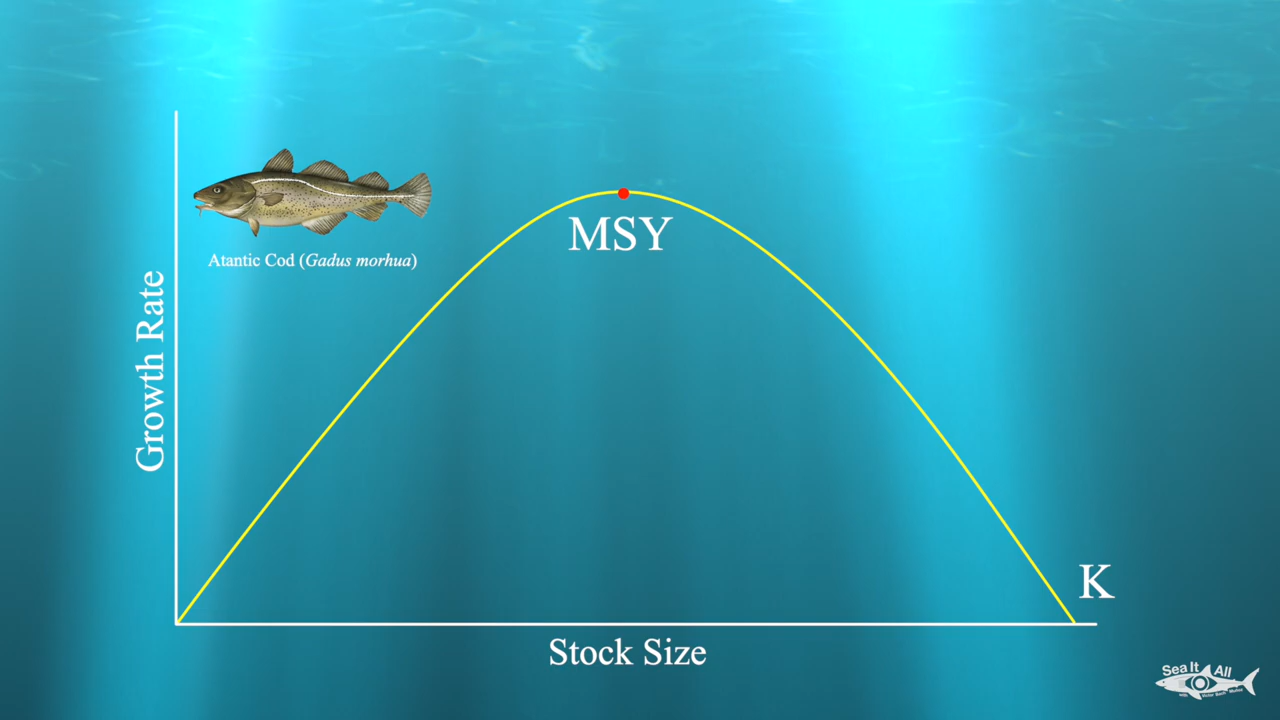 Atantic Cod (Gadus morhua)
MSY
Growth Rate
K
Stock Size
Sea It All